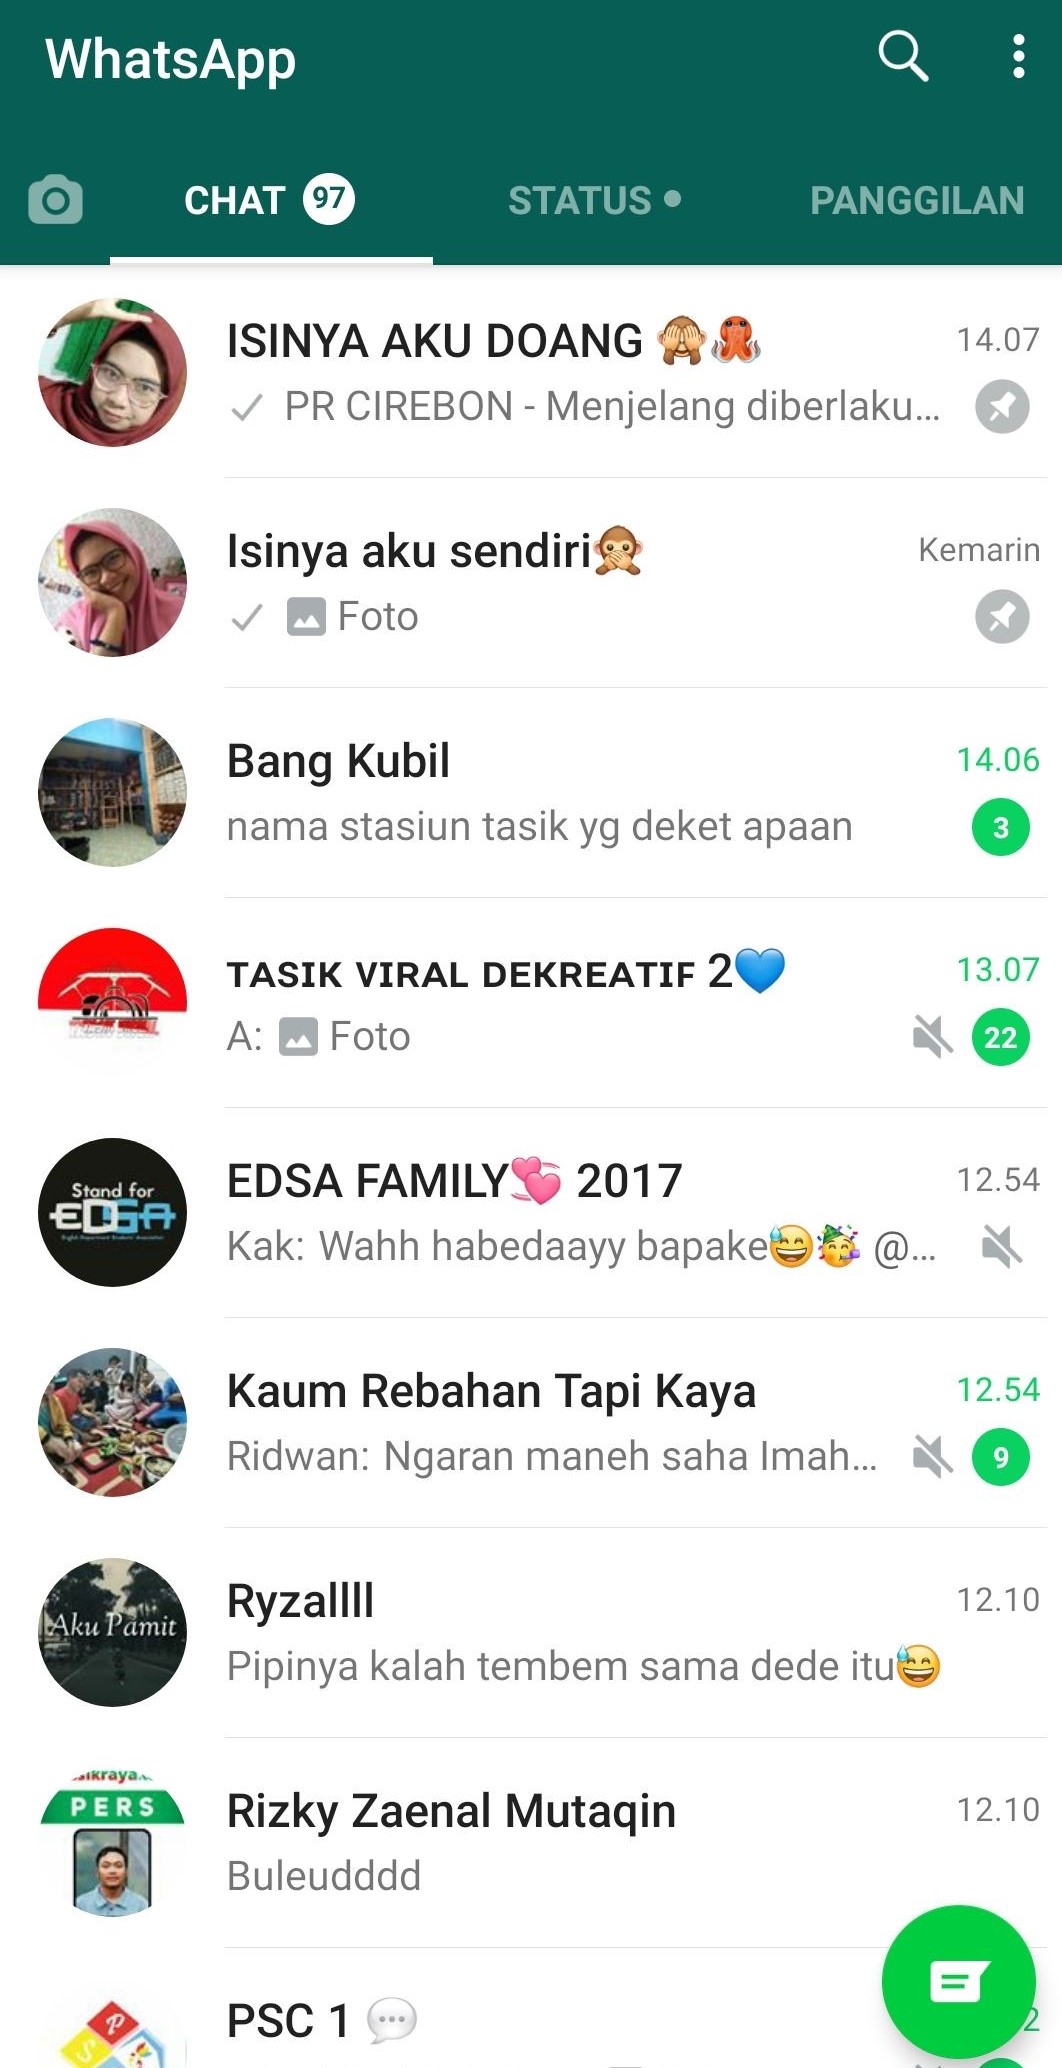 WhatsApp
CHAT 97 STATUS PANGGILAN
ISINYA AKU DOANG 🙈🐙 14.07
PR CIREBON - Menjelang diberlaku...
Isinya aku sendiri🙊 Kemarin
Foto
Bang Kubil 14.06
nama stasiun tasik yg deket apaan 3
ᴛᴀsɪᴋ ᴠɪʀᴀʟ ᴅᴇᴋʀᴇᴀᴛɪғ 2💙 13.07
A: Foto 22
Stand for
EDSA
EDSA FAMILY💞 2017 12.54
Kak: Wahh habedaayy bapake😅🥳 @...
Kaum Rebahan Tapi Kaya 12.54
Ridwan: Ngaran maneh saha Imah... 9
Aku Pamit
Ryzallll 12.10
Pipinya kalah tembem sama dede itu😅
PERS
Rizky Zaenal Mutaqin 12.10
Buleudddd
P
S
PSC 1 💬 2